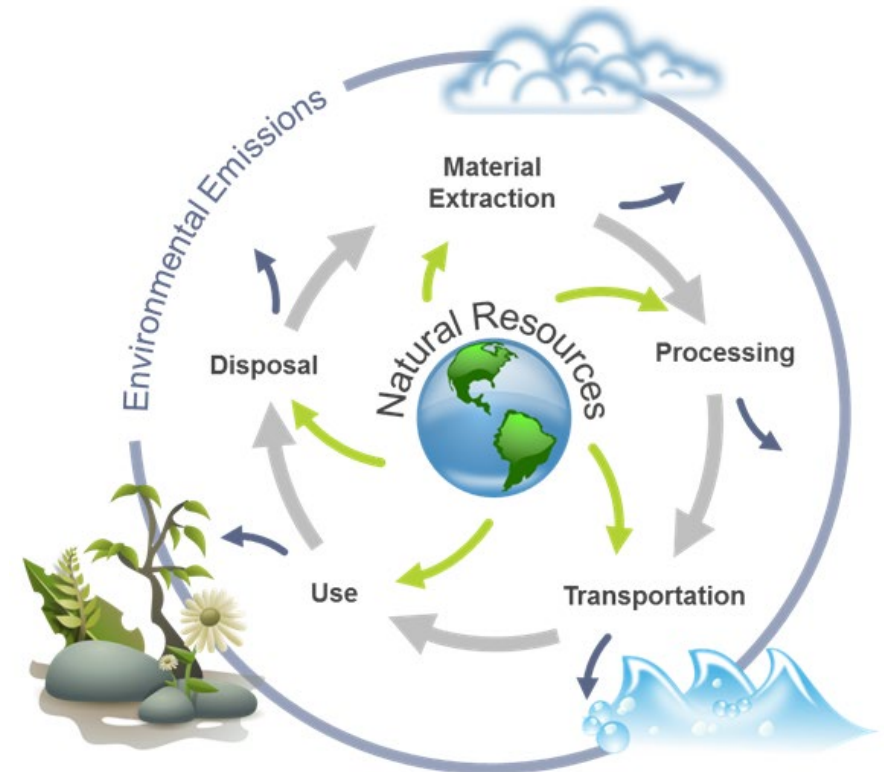 Environmental Emissions
Material
Extraction
Natural Resources
Processing
Disposal
Use
Transportation